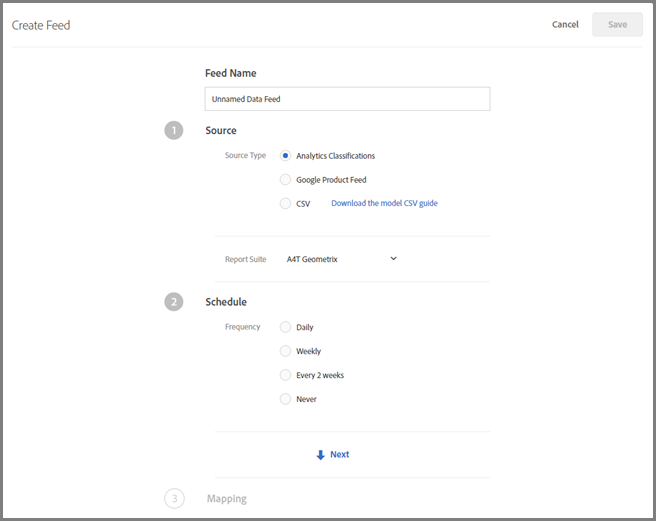 Create Feed
Cancel
Save
Feed Name
Unnamed Data Feed
1 Source
Source Type
Analytics Classifications
Google Product Feed
CSV Download the model CSV guide
Report Suite A4T Geometrix
2 Schedule
Frequency
Daily
Weekly
Every 2 weeks
Never
Next
3 Mapping